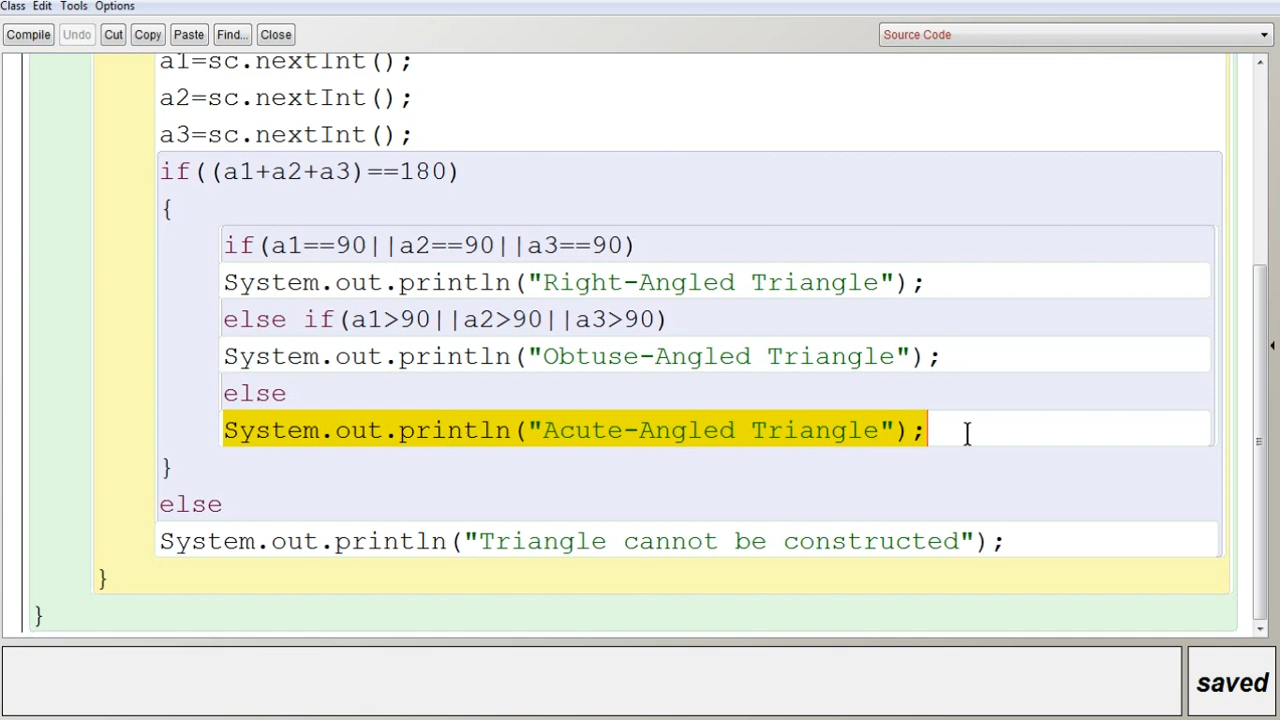 Class Edit Tools Options
Compile Undo Cut Copy Paste Find... Close Source Code
a1=sc.nextInt();
a2=sc.nextInt();
a3=sc.nextInt();
if((a1+a2+a3)==180)
{
if(a1==90||a2==90||a3==90)
System.out.println("Right-Angled Triangle");
else if(a1>90||a2>90||a3>90)
System.out.println("Obtuse-Angled Triangle");
else
System.out.println("Acute-Angled Triangle");
}
else
System.out.println("Triangle cannot be constructed");
}
}
saved